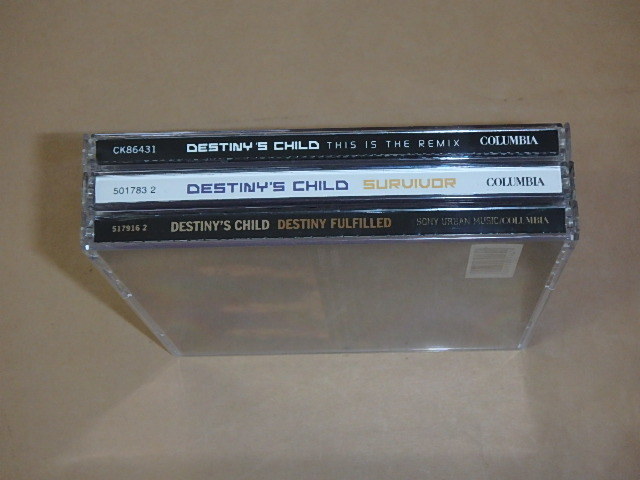 CK86431 DESTINY'S CHILD THIS IS THE REMIX COLUMBIA
501783 2 DESTINY'S CHILD SURVIVOR COLUMBIA
517916 2 DESTINY'S CHILD DESTINY FULFILLED SONY URBAN MUSIC/COLUMBIA